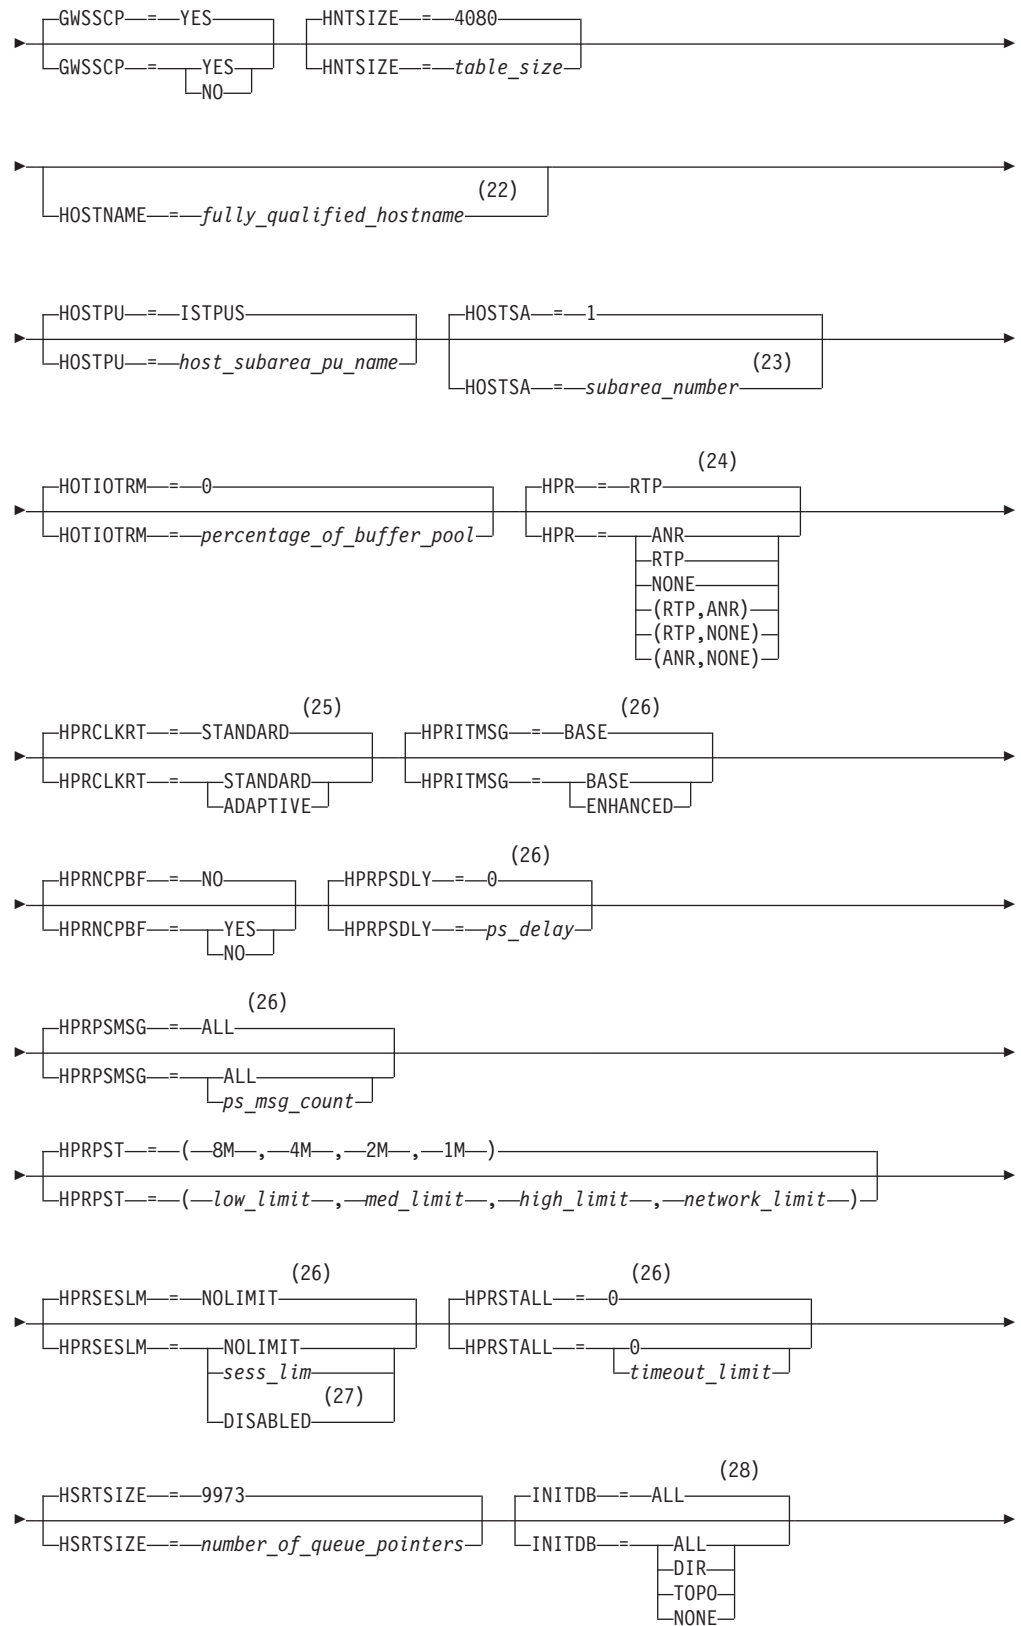 GWSSCP = YES HNTSIZE = 4080
GWSSCP = YES HNTSIZE = table_size
NO
(22)
HOSTNAME = fully_qualified_hostname
HOSTPU = ISTPUS HOSTSA = 1
HOSTPU = host_subarea_pu_name (23)
HOSTSA = subarea_number
(24)
HOTIOTRM = 0 HPR = RTP
HOTIOTRM = percentage_of_buffer_pool HPR = ANR
RTP
NONE
(RTP,ANR)
(RTP,NONE)
(ANR,NONE)
(25) (26)
HPRCLKRT = STANDARD HPRITMSG = BASE
HPRCLKRT = STANDARD HPRITMSG = BASE
ADAPTIVE ENHANCED
(26)
HPRNCPBF = NO HPRPSDLY = 0
HPRNCPBF = YES HPRPSDLY = ps_delay
NO
(26)
HPRPSMSG = ALL
HPRPSMSG = ALL
ps_msg_count
HPRPST = ( 8M , 4M , 2M , 1M )
HPRPST = ( low_limit , med_limit , high_limit , network_limit )
(26) (26)
HPRSESLM = NOLIMIT HPRSTALL = 0
HPRSESLM = NOLIMIT HPRSTALL = 0
sess_lim timeout_limit
(27)
DISABLED
(28)
HSRTSIZE = 9973 INITDB = ALL
HSRTSIZE = number_of_queue_pointers INITDB = ALL
DIR
TOPO
NONE